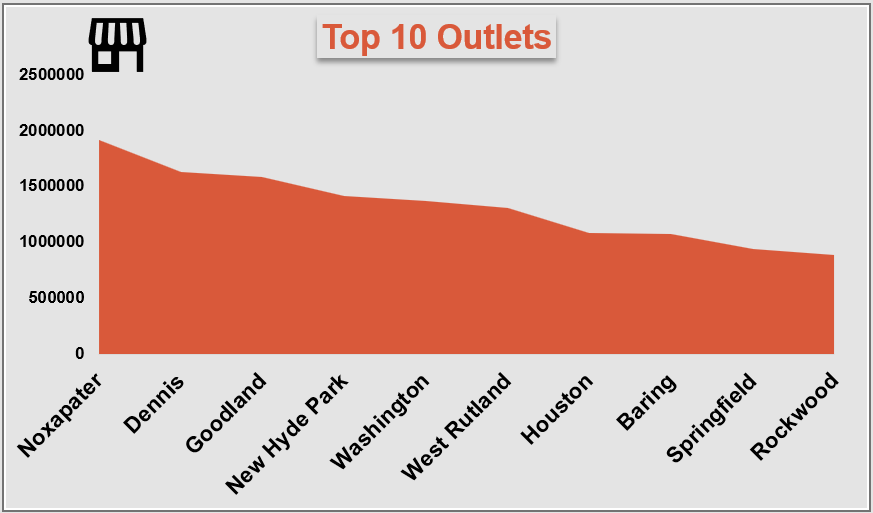 Top 10 Outlets
2500000
2000000
1500000
1000000
500000
0
Noxapater
Dennis
Goodland
New Hyde Park
Washington
West Rutland
Houston
Baring
Springfield
Rockwood